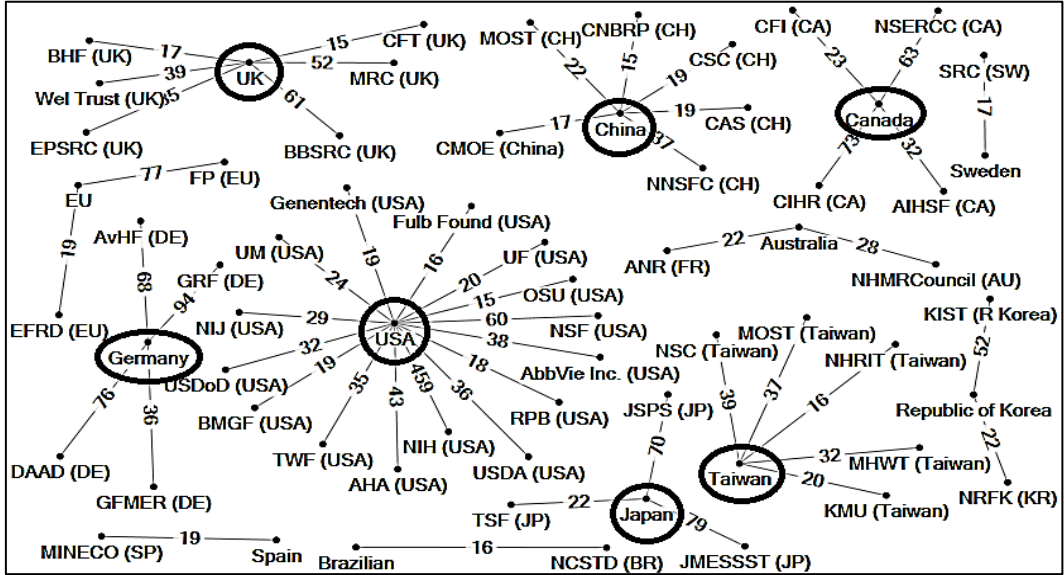 CFT (UK)
15
BHF (UK)
17
UK
52
MRC (UK)
39
Wel Trust (UK)
EPSRC (UK)
61
BBSRC (UK)
MOST (CH)
22
CNBRP (CH)
15
CSC (CH)
19
China
19
CAS (CH)
17
CMOE (China)
37
NNSFC (CH)
CFI (CA)
23
NSERCC (CA)
63
Canada
73
CIHR (CA)
32
AIHSF (CA)
SRC (SW)
17
Sweden
77
FP (EU)
EU
19
EFRD (EU)
AvHF (DE)
68
GRF (DE)
94
Germany
76
DAAD (DE)
36
GFMER (DE)
Genentech (USA)
19
Fulb Found (USA)
16
UM (USA)
24
UF (USA)
20
OSU (USA)
15
NIJ (USA)
29
USA
60
NSF (USA)
32
USDoD (USA)
38
AbbVie Inc. (USA)
19
BMGF (USA)
18
RPB (USA)
35
TWF (USA)
43
AHA (USA)
459
NIH (USA)
36
USDA (USA)
Australia
22
ANR (FR)
28
NHMRCouncil (AU)
KIST (R Korea)
52
Republic of Korea
22
NRFK (KR)
MOST (Taiwan)
37
NSC (Taiwan)
39
NHRIT (Taiwan)
16
Taiwan
32
MHWT (Taiwan)
20
KMU (Taiwan)
JSPS (JP)
70
TSF (JP)
22
Japan
79
JMESSST (JP)
MINECO (SP)
19
Spain
Brazilian
16
NCSTD (BR)